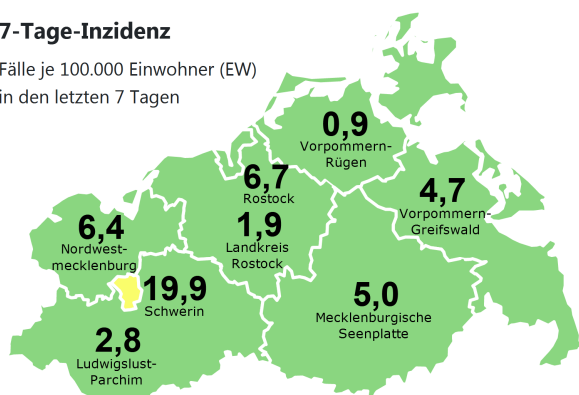 7-Tage-Inzidenz
Fälle je 100.000 Einwohner (EW)
in den letzten 7 Tagen
0,9
Vorpommern-
Rügen
6,7
Rostock
4,7
Vorpommern-
Greifswald
1,9
Landkreis
Rostock
6,4
Nordwest-
mecklenburg
19,9
Schwerin
5,0
Mecklenburgische
Seenplatte
2,8
Ludwigslust-
Parchim